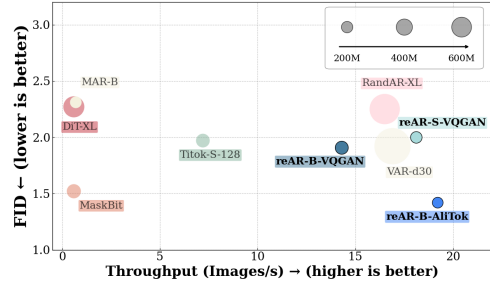 3.0
2.5
2.0
1.5
1.0
FID ← (lower is better)
200M 400M 600M
MAR-B
RandAR-XL
DiT-XL
reAR-S-VQGAN
Titok-S-128
reAR-B-VQGAN
VAR-d30
MaskBit
reAR-B-AliTok
0 5 10 15 20
Throughput (Images/s) → (higher is better)